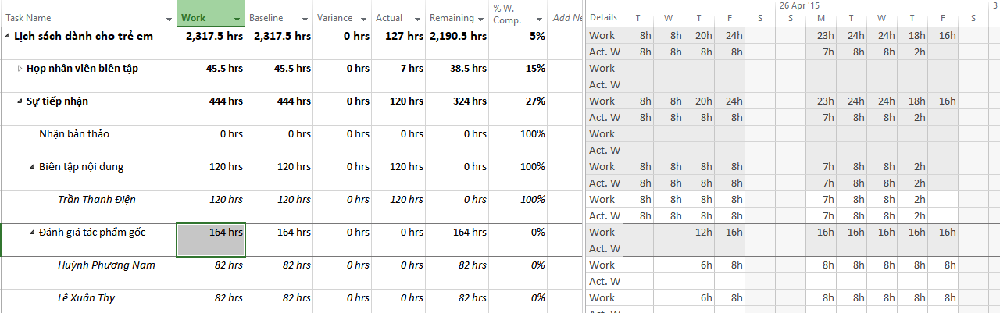 26 Apr '15 3
Task Name Work Baseline Variance Actual Remaining % W. Comp. Add Ne Details T W T F S S M T W T F S
Lịch sách dành cho trẻ em 2,317.5 hrs 2,317.5 hrs 0 hrs 127 hrs 2,190.5 hrs 5% Work 8h 8h 20h 24h 23h 24h 24h 18h 16h
Act. W 8h 8h 8h 8h 7h 8h 8h 2h
Họp nhân viên biên tập 45.5 hrs 45.5 hrs 0 hrs 7 hrs 38.5 hrs 15% Work
Act. W
Sự tiếp nhận 444 hrs 444 hrs 0 hrs 120 hrs 324 hrs 27% Work 8h 8h 20h 24h 23h 24h 24h 18h 16h
Act. W 8h 8h 8h 8h 7h 8h 8h 2h
Nhận bản thảo 0 hrs 0 hrs 0 hrs 0 hrs 0 hrs 100% Work
Act. W
Biên tập nội dung 120 hrs 120 hrs 0 hrs 120 hrs 0 hrs 100% Work 8h 8h 8h 8h 7h 8h 8h 2h
Act. W 8h 8h 8h 8h 7h 8h 8h 2h
Trần Thanh Điện 120 hrs 120 hrs 0 hrs 120 hrs 0 hrs 100% Work 8h 8h 8h 8h 7h 8h 8h 2h
Act. W 8h 8h 8h 8h 7h 8h 8h 2h
Đánh giá tác phẩm gốc 164 hrs 164 hrs 0 hrs 0 hrs 164 hrs 0% Work 12h 16h 16h 16h 16h 16h 16h
Act. W
Huỳnh Phương Nam 82 hrs 82 hrs 0 hrs 0 hrs 82 hrs 0% Work 6h 8h 8h 8h 8h 8h 8h
Act. W
Lê Xuân Thy 82 hrs 82 hrs 0 hrs 0 hrs 82 hrs 0% Work 6h 8h 8h 8h 8h 8h 8h